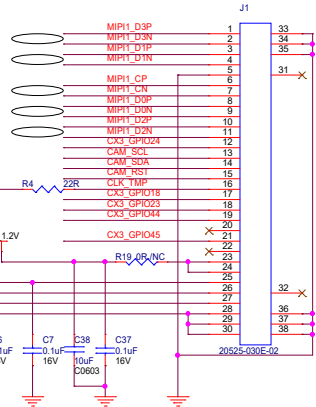 J1
MIPI1_D3P 1 33
MIPI1_D3N 2 34
MIPI1_D1P 3 35
MIPI1_D1N 4
5 31
MIPI1_CP 6
MIPI1_CN 7
MIPI1_D0P 8
MIPI1_D0N 9
MIPI1_D2P 10
MIPI1_D2N 11
CX3_GPIO24 12
CAM_SCL 13
CAM_SDA 14
CAM_RST 15
R4 22R CLK_TMP 16
CX3_GPIO18 17
CX3_GPIO23 18
CX3_GPIO44 19
20
1.2V CX3_GPIO45 21
22
R19 0R/NC 23
24
25
26 32
27
28 36
29 37
30 38
20525-030E-02
C7 C38 C37
1uF 0.1uF 10uF 0.1uF
V 16V C0603 16V